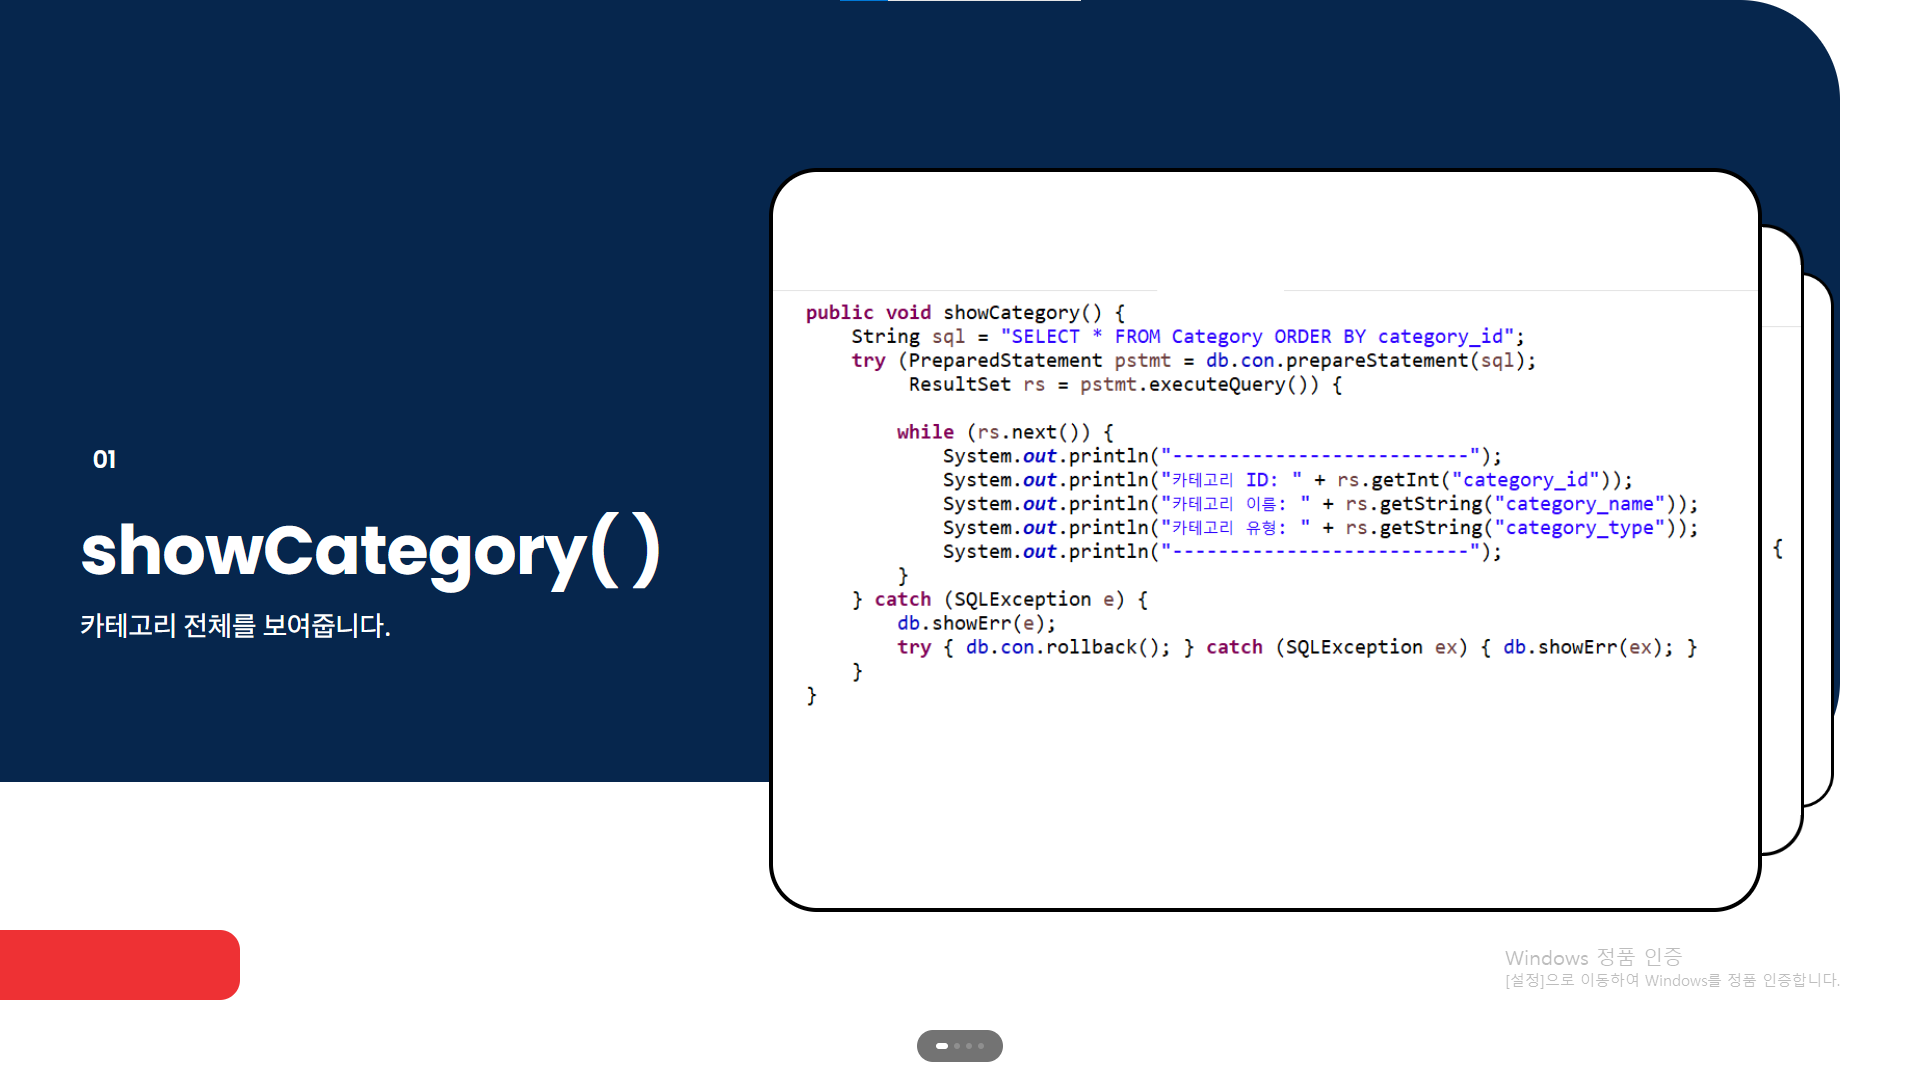 01
showCategory()
카테고리 전체를 보여줍니다.
public void showCategory() {
    String sql = "SELECT * FROM Category ORDER BY category_id";
    try (PreparedStatement pstmt = db.con.prepareStatement(sql);
         ResultSet rs = pstmt.executeQuery()) {

        while (rs.next()) {
            System.out.println("--------------------------");
            System.out.println("카테고리 ID: " + rs.getInt("category_id"));
            System.out.println("카테고리 이름: " + rs.getString("category_name"));
            System.out.println("카테고리 유형: " + rs.getString("category_type"));
            System.out.println("--------------------------");
        }
    } catch (SQLException e) {
        db.showErr(e);
        try { db.con.rollback(); } catch (SQLException ex) { db.showErr(ex); }
    }
}
{
Windows 정품 인증
[설정]으로 이동하여 Windows를 정품 인증합니다.